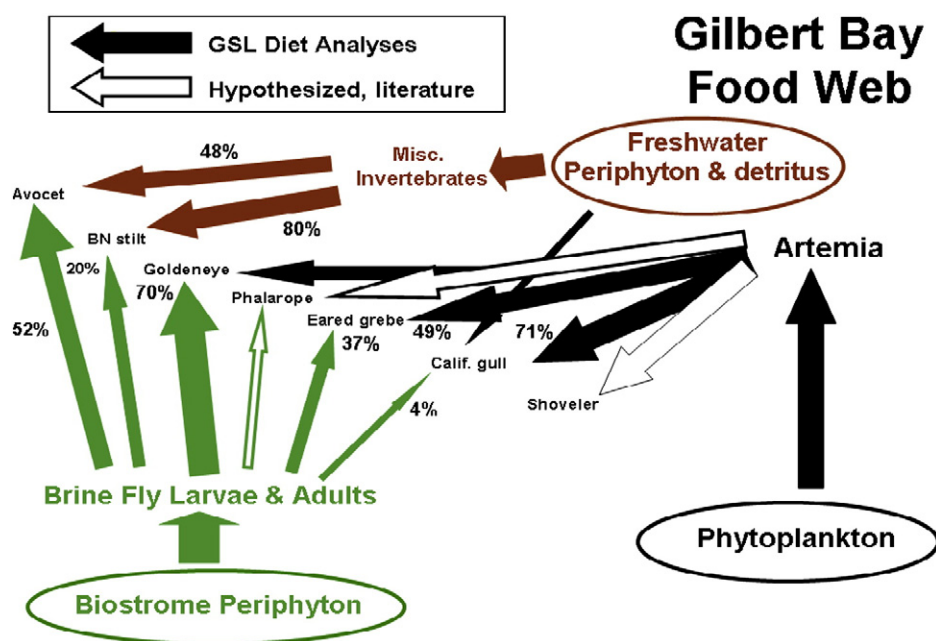 Gilbert Bay
Food Web
GSL Diet Analyses
Hypothesized, literature
Freshwater
Periphyton & detritus
Misc.
Invertebrates
48%
Avocet
80%
BN stilt
20%
Goldeneye
70%
Phalarope
Artemia
Eared grebe
49%
71%
37%
52%
Calif. gull
4%
Shoveler
Brine Fly Larvae & Adults
Phytoplankton
Biostrome Periphyton